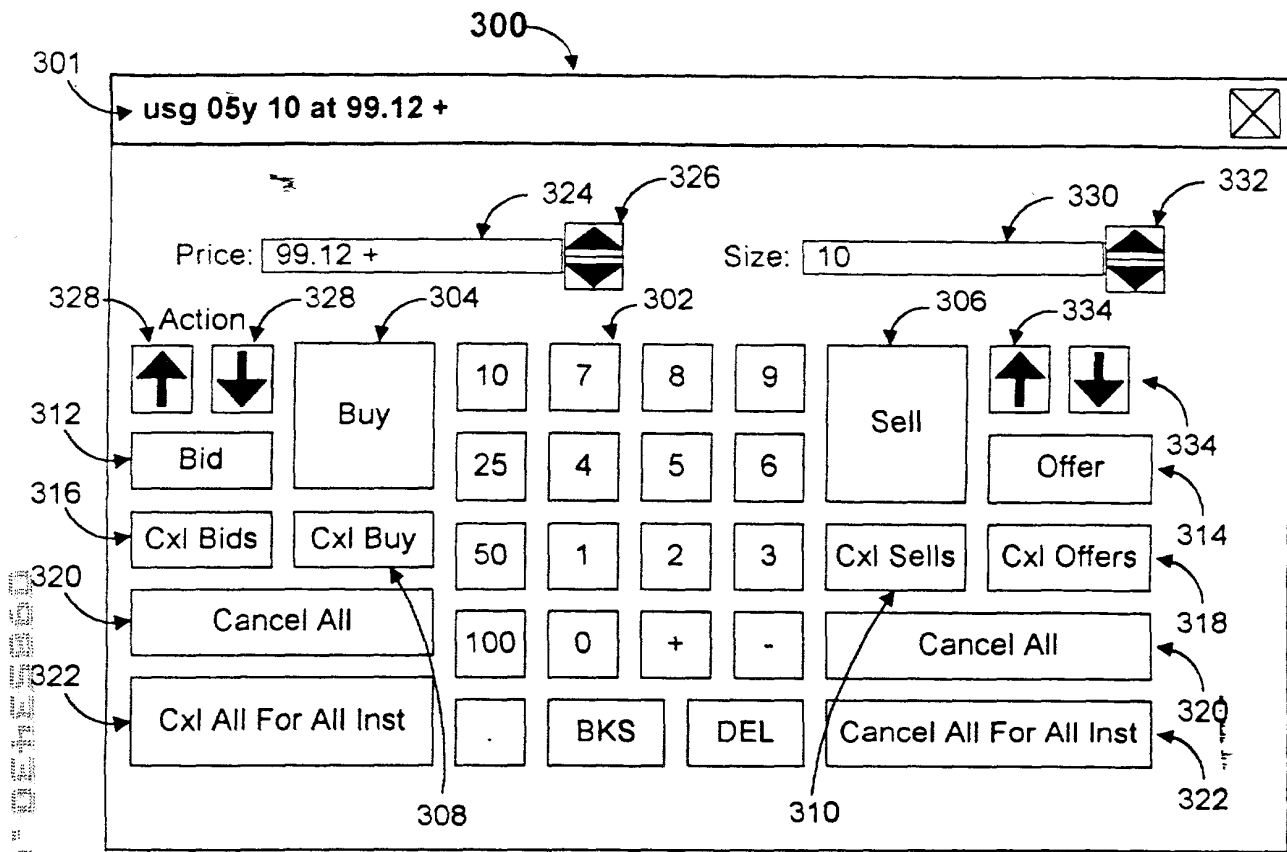 300
301
usg 05y 10 at 99.12 +
324
326
330
332
Price: 99.12 +
Size: 10
328
Action
328
304
302
306
334
Buy
10 7 8 9
Sell
334
312
Bid
25 4 5 6
Offer
314
316
Cxl Bids
Cxl Buy
50 1 2 3
Cxl Sells
Cxl Offers
318
320
Cancel All
100 0 + -
Cancel All
320
322
Cxl All For All Inst
. BKS DEL
Cancel All For All Inst
322
308
310